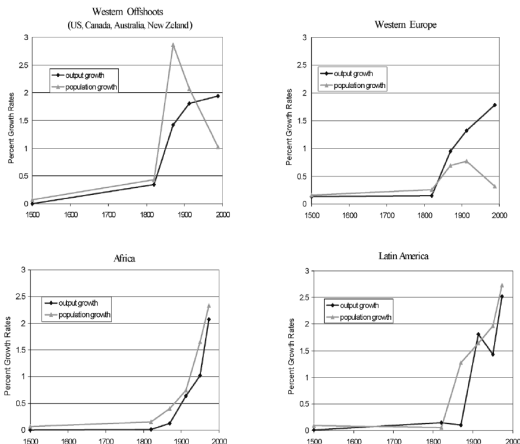 Western Offshoots
(US, Canada, Australia, New Zeland)
Percent Growth Rates
3
2.5
2
1.5
1
0.5
0
output growth
population growth
1500 1600 1700 1800 1900 2000
Western Europe
Percent Growth Rates
3
2.5
2
1.5
1
0.5
0
output growth
population growth
1500 1600 1700 1800 1900 2000
Africa
Percent Growth Rates
3
2.5
2
1.5
1
0.5
0
output growth
population growth
1500 1600 1700 1800 1900 2000
Latin America
Percent Growth Rates
3
2.5
2
1.5
1
0.5
0
output growth
population growth
1500 1600 1700 1800 1900 2000